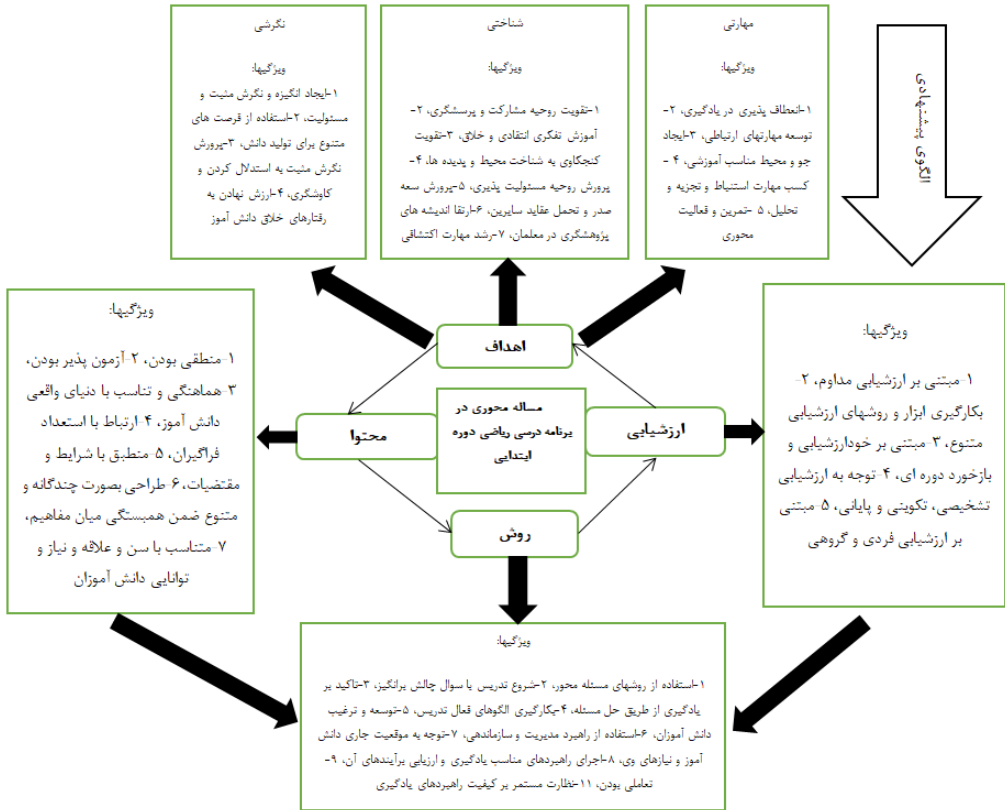 الگوی پیشنهادی
مهارتی
ویژگیها:
۱-انعطاف پذیری در یادگیری، ۲-
توسعه مهارتهای ارتباطی، ۳-ایجاد
جو و محیط مناسب آموزشی، ۴-
کسب مهارت استنباط و تجزیه و
تحلیل، ۵-تمرین و فعالیت
محوری
شناختی
ویژگیها:
۱-تقویت روحیه مشارکت و پرسشگری، ۲-
آموزش تفکری انتقادی و خلاق، ۳-تقویت
کنجکاوی به شناخت محیط و پدیده ها، ۴-
پرورش روحیه مسئولیت پذیری، ۵-پرورش سعه
صدر و تحمل عقاید سایرین، ۶-ارتقا اندیشه های
پژوهشگری در معلمان، ۷-رشد مهارت اکتشافی
نگرشی
ویژگیها:
۱-ایجاد انگیزه و نگرش مثبت و
مسئولیت، ۲-استفاده از فرصت های
متنوع برای تولید دانش، ۳-پرورش
نگرش مثبت به استدلال کردن و
کاوشگری، ۴-ارزش نهادن به
رفتارهای خلاق دانش آموز
اهداف
ارزشیابی
مساله محوری در
برنامه درسی ریاضی دوره
ابتدایی
محتوا
روش
ویژگیها:
۱-مبتنی بر ارزشیابی مداوم، ۲-
بکارگیری ابزار و روشهای ارزشیابی
متنوع، ۳-مبتنی بر خودارزشیابی و
بازخورد دوره ای، ۴-توجه به ارزشیابی
تشخیصی، تکوینی و پایانی، ۵-مبتنی
بر ارزشیابی فردی و گروهی
ویژگیها:
۱-منطقی بودن، ۲-آزمون پذیر بودن،
۳-هماهنگی و تناسب با دنیای واقعی
دانش آموز، ۴-ارتباط با استعداد
فراگیران، ۵-منطبق با شرایط و
مقتضیات، ۶-طراحی بصورت چندگانه و
متنوع ضمن همبستگی میان مفاهیم،
۷-متناسب با سن و علاقه و نیاز و
توانایی دانش آموزان
ویژگیها:
۱-استفاده از روشهای مسئله محور، ۲-شروع تدریس با سوال چالش برانگیز، ۳-تاکید بر
یادگیری از طریق حل مسئله، ۴-بکارگیری الگوهای فعال تدریس، ۵-توسعه و ترغیب
دانش آموزان، ۶-استفاده از راهبرد مدیریت و سازماندهی، ۷-توجه به موقعیت جاری دانش
آموز و نیازهای وی، ۸-اجرای راهبردهای مناسب یادگیری و ارزیابی برآیندهای آن، ۹-
تعاملی بودن، ۱۱-نظارت مستمر بر کیفیت راهبردهای یادگیری